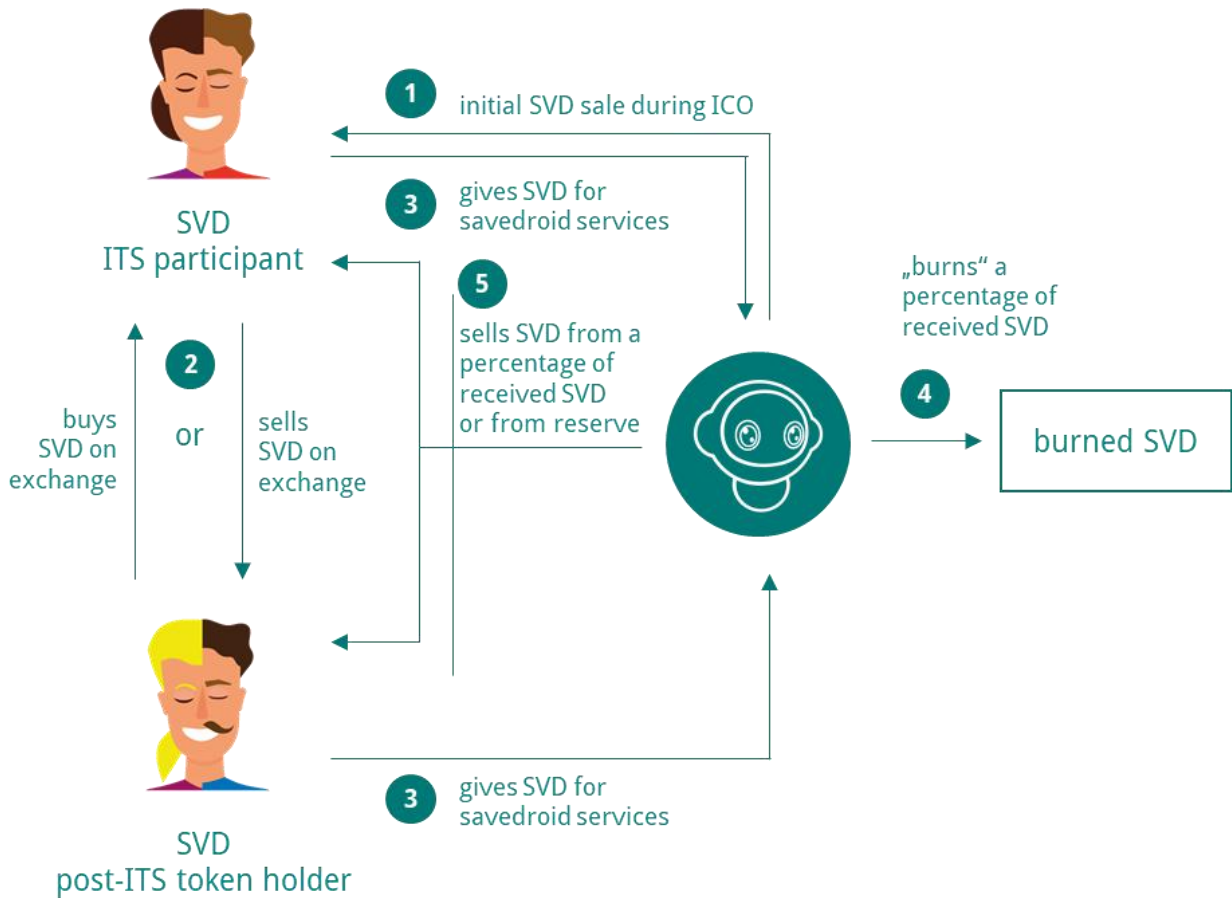 1
initial SVD sale during ICO
3
gives SVD for
savedroid services
SVD
ITS participant
5
sells SVD from a
percentage of
received SVD
or from reserve
„burns“ a
percentage of
received SVD
4
burned SVD
2
or
buys
SVD on
exchange
sells
SVD on
exchange
3
gives SVD for
savedroid services
SVD
post-ITS token holder